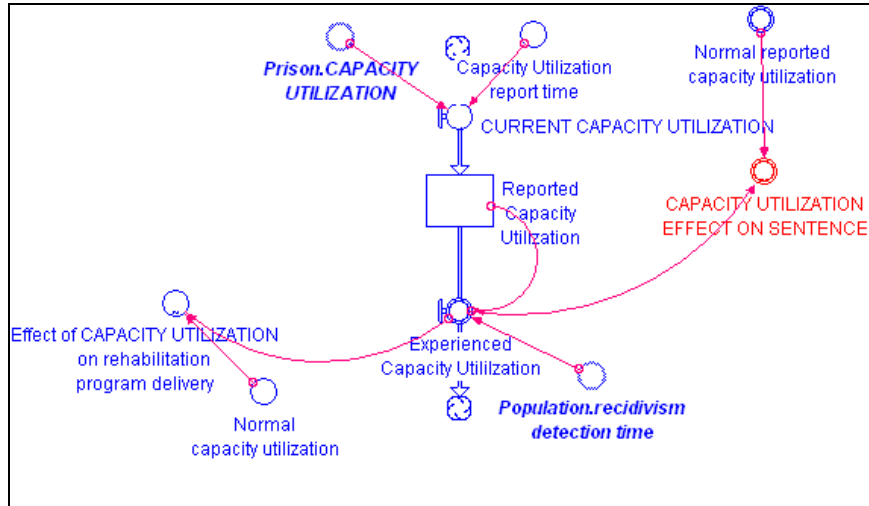 Prison.CAPACITY
UTILIZATION
Capacity Utilization
report time
Normal reported
capacity utilization
CURRENT CAPACITY UTILIZATION
Reported
Capacity
Utilization
CAPACITY UTILIZATION
EFFECT ON SENTENCE
Effect of CAPACITY UTILIZATION
on rehabilitation
program delivery
Experienced
Capacity Utililzation
Normal
capacity utilization
Population.recidivism
detection time